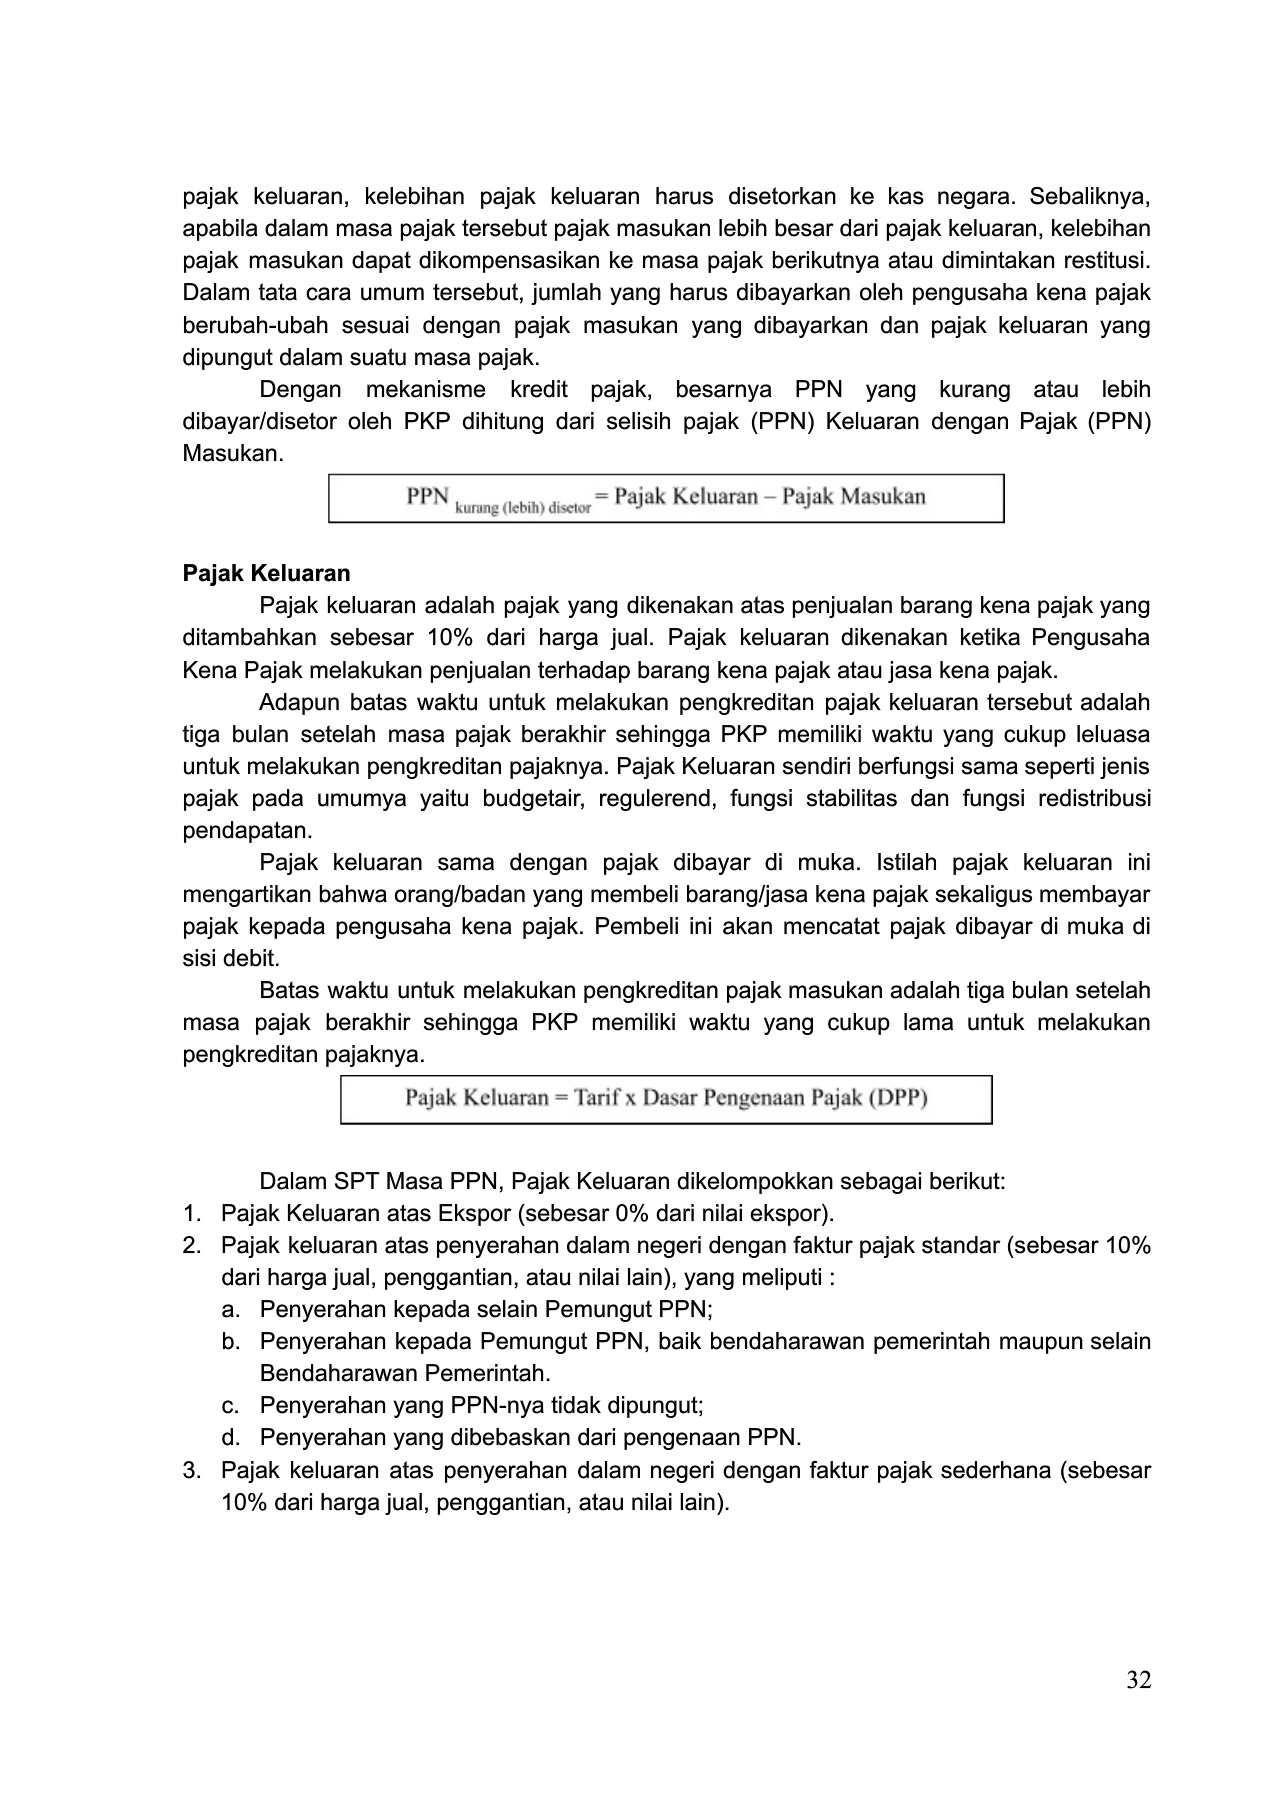 pajak keluaran, kelebihan pajak keluaran harus disetorkan ke kas negara. Sebaliknya,
apabila dalam masa pajak tersebut pajak masukan lebih besar dari pajak keluaran, kelebihan
pajak masukan dapat dikompensasikan ke masa pajak berikutnya atau dimintakan restitusi.
Dalam tata cara umum tersebut, jumlah yang harus dibayarkan oleh pengusaha kena pajak
berubah-ubah sesuai dengan pajak masukan yang dibayarkan dan pajak keluaran yang
dipungut dalam suatu masa pajak.
Dengan mekanisme kredit pajak, besarnya PPN yang kurang atau lebih
dibayar/disetor oleh PKP dihitung dari selisih pajak (PPN) Keluaran dengan Pajak (PPN)
Masukan.
PPN kurang (lebih) disetor = Pajak Keluaran – Pajak Masukan
Pajak Keluaran
Pajak keluaran adalah pajak yang dikenakan atas penjualan barang kena pajak yang
ditambahkan sebesar 10% dari harga jual. Pajak keluaran dikenakan ketika Pengusaha
Kena Pajak melakukan penjualan terhadap barang kena pajak atau jasa kena pajak.
Adapun batas waktu untuk melakukan pengkreditan pajak keluaran tersebut adalah
tiga bulan setelah masa pajak berakhir sehingga PKP memiliki waktu yang cukup leluasa
untuk melakukan pengkreditan pajaknya. Pajak Keluaran sendiri berfungsi sama seperti jenis
pajak pada umumya yaitu budgetair, regulerend, fungsi stabilitas dan fungsi redistribusi
pendapatan.
Pajak keluaran sama dengan pajak dibayar di muka. Istilah pajak keluaran ini
mengartikan bahwa orang/badan yang membeli barang/jasa kena pajak sekaligus membayar
pajak kepada pengusaha kena pajak. Pembeli ini akan mencatat pajak dibayar di muka di
sisi debit.
Batas waktu untuk melakukan pengkreditan pajak masukan adalah tiga bulan setelah
masa pajak berakhir sehingga PKP memiliki waktu yang cukup lama untuk melakukan
pengkreditan pajaknya.
Pajak Keluaran = Tarif x Dasar Pengenaan Pajak (DPP)
Dalam SPT Masa PPN, Pajak Keluaran dikelompokkan sebagai berikut:
1. Pajak Keluaran atas Ekspor (sebesar 0% dari nilai ekspor).
2. Pajak keluaran atas penyerahan dalam negeri dengan faktur pajak standar (sebesar 10%
dari harga jual, penggantian, atau nilai lain), yang meliputi :
a. Penyerahan kepada selain Pemungut PPN;
b. Penyerahan kepada Pemungut PPN, baik bendaharawan pemerintah maupun selain
Bendaharawan Pemerintah.
c. Penyerahan yang PPN-nya tidak dipungut;
d. Penyerahan yang dibebaskan dari pengenaan PPN.
3. Pajak keluaran atas penyerahan dalam negeri dengan faktur pajak sederhana (sebesar
10% dari harga jual, penggantian, atau nilai lain).
32